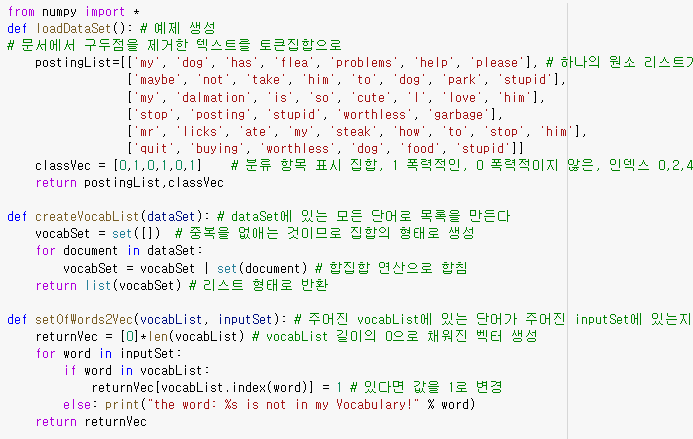 from numpy import *
def loadDataSet(): # 예제 생성
# 문서에서 구두점을 제거한 텍스트를 토큰집합으로
    postingList=[['my', 'dog', 'has', 'flea', 'problems', 'help', 'please'], # 하나의 원소 리스트가
                 ['maybe', 'not', 'take', 'him', 'to', 'dog', 'park', 'stupid'],
                 ['my', 'dalmation', 'is', 'so', 'cute', 'I', 'love', 'him'],
                 ['stop', 'posting', 'stupid', 'worthless', 'garbage'],
                 ['mr', 'licks', 'ate', 'my', 'steak', 'how', 'to', 'stop', 'him'],
                 ['quit', 'buying', 'worthless', 'dog', 'food', 'stupid']]
    classVec = [0,1,0,1,0,1]    # 분류 항목 표시 집합, 1 폭력적인, 0 폭력적이지 않은, 인덱스 0,2,4
    return postingList,classVec

def createVocabList(dataSet): # dataSet에 있는 모든 단어로 목록을 만든다
    vocabSet = set([])  # 중복을 없애는 것이므로 집합의 형태로 생성
    for document in dataSet:
        vocabSet = vocabSet | set(document) # 합집합 연산으로 합침
    return list(vocabSet) # 리스트 형태로 반환

def setOfWords2Vec(vocabList, inputSet): # 주어진 vocabList에 있는 단어가 주어진 inputSet에 있는지
    returnVec = [0]*len(vocabList) # vocabList 길이의 0으로 채워진 벡터 생성
    for word in inputSet:
        if word in vocabList:
            returnVec[vocabList.index(word)] = 1 # 있다면 값을 1로 변경
        else: print("the word: %s is not in my Vocabulary!" % word)
    return returnVec